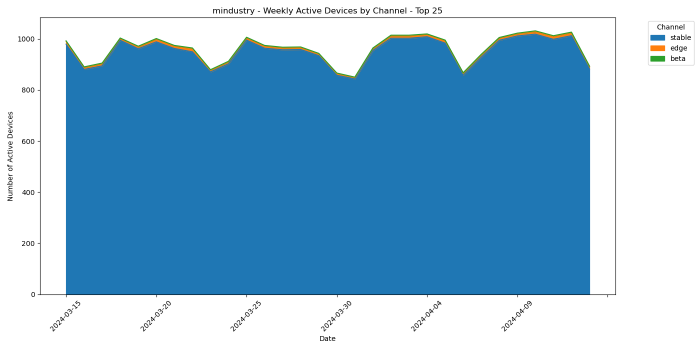 mindustry - Weekly Active Devices by Channel - Top 25
Number of Active Devices
1000
800
600
400
200
0
2024-03-15
2024-03-20
2024-03-25
2024-03-30
2024-04-04
2024-04-09
Date
Channel
stable
edge
beta